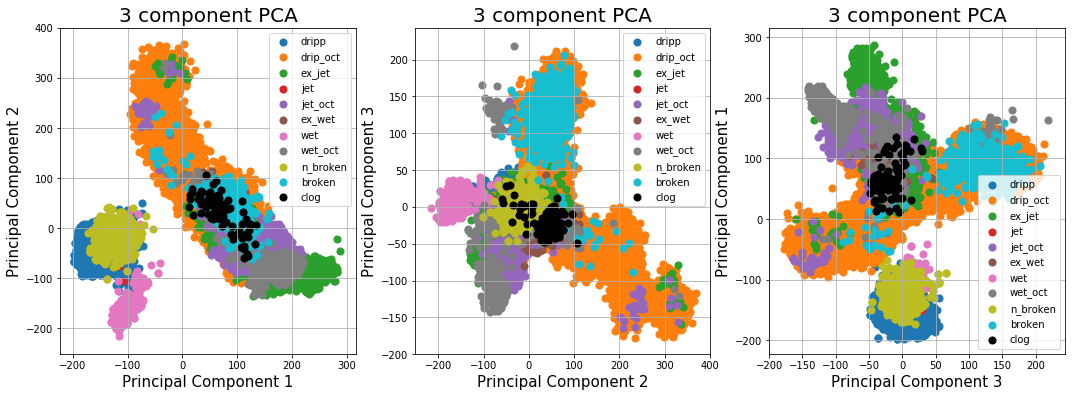 3 component PCA
Principal Component 2
400
300
200
100
0
−100
−200
−200
−100
0
100
200
300
Principal Component 1
dripp
drip_oct
ex_jet
jet
jet_oct
ex_wet
wet
wet_oct
n_broken
broken
clog
3 component PCA
Principal Component 3
200
150
100
50
0
−50
−100
−150
−200
−200
−100
0
100
200
300
400
Principal Component 2
dripp
drip_oct
ex_jet
jet
jet_oct
ex_wet
wet
wet_oct
n_broken
broken
clog
3 component PCA
Principal Component 1
300
200
100
0
−100
−200
−200
−150
−100
−50
0
50
100
150
200
Principal Component 3
dripp
drip_oct
ex_jet
jet
jet_oct
ex_wet
wet
wet_oct
n_broken
broken
clog